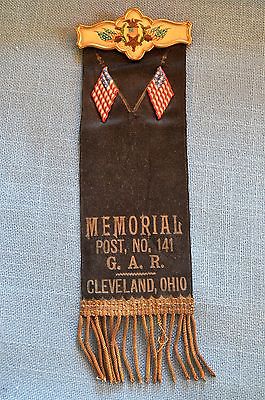 MEMORIAL
POST, NO. 141
G. A. R.
CLEVELAND, OHIO